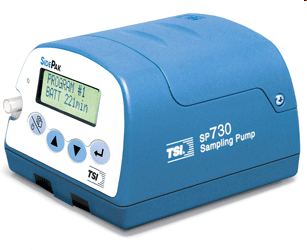 SIDEPAK
PROGRAM #1
BATT 221min
TSI
TSI
SP730
Sampling Pump